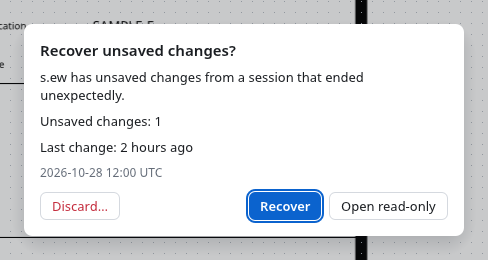 cation
SAMPLE E
e
Recover unsaved changes?
s.ew has unsaved changes from a session that ended
unexpectedly.
Unsaved changes: 1
Last change: 2 hours ago
2026-10-28 12:00 UTC
Discard...
Recover
Open read-only